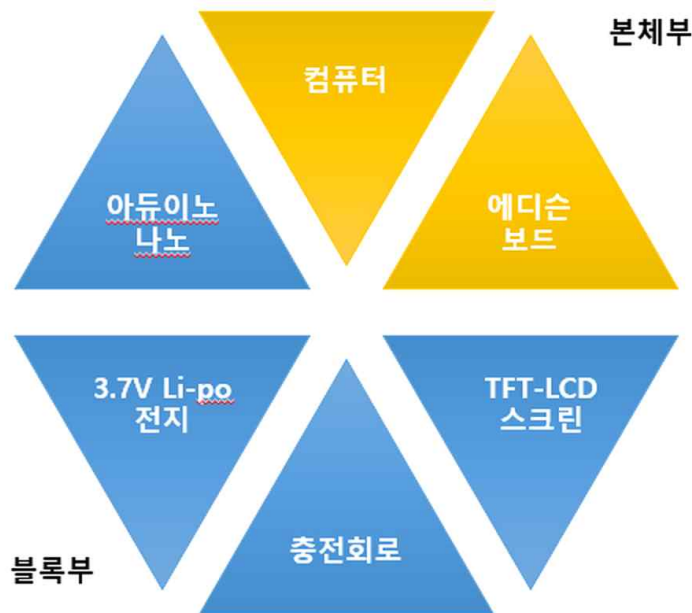 본체부
컴퓨터
아듀이노
나노
에디슨
보드
3.7V Li-po
전지
TFT-LCD
스크린
충전회로
블록부